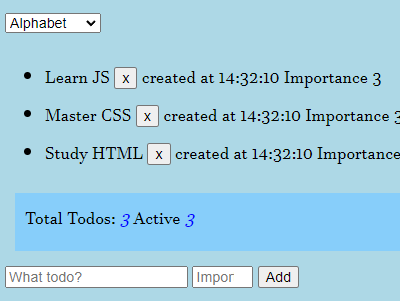 Alphabet
Learn JS x created at 14:32:10 Importance 3
Master CSS x created at 14:32:10 Importance 3
Study HTML x created at 14:32:10 Importance
Total Todos: 3 Active 3
What todo? Impor Add